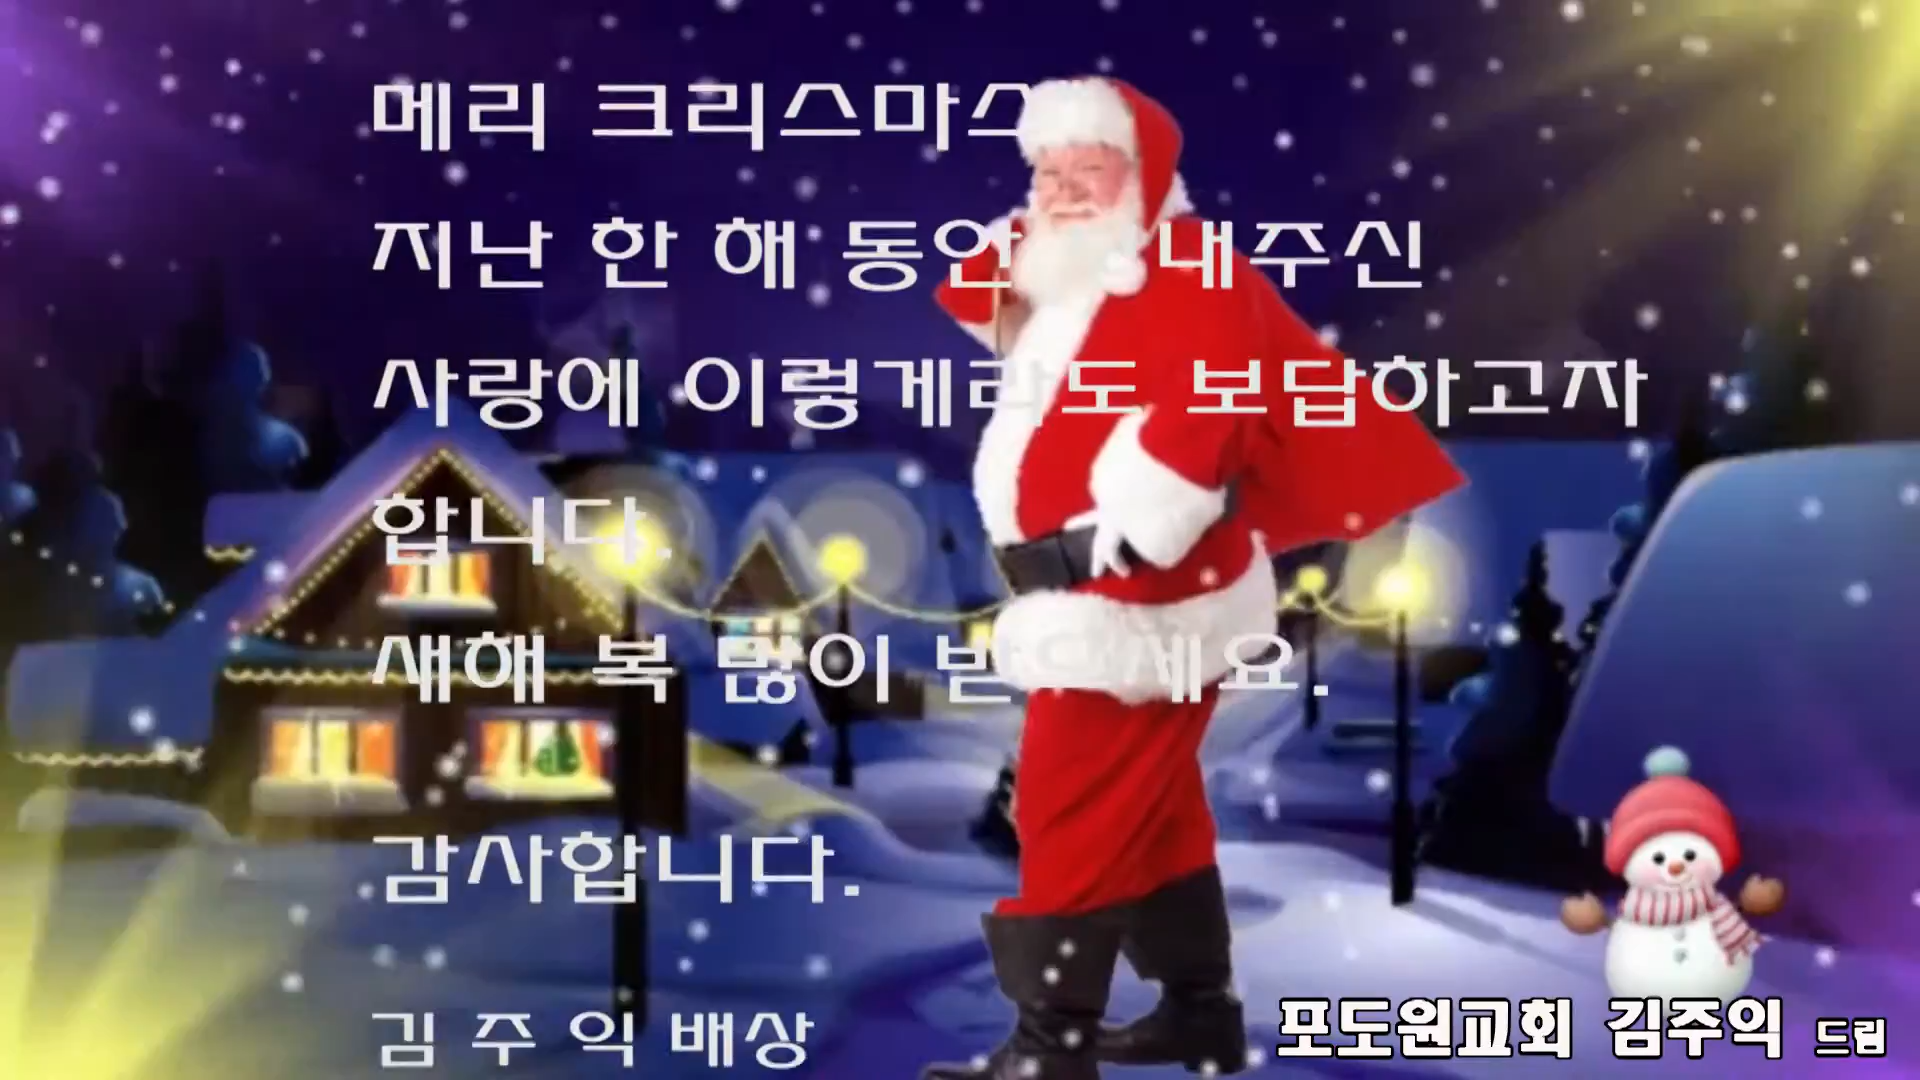 메리 크리스마스
지난 한 해 동안 내주신
사랑에 이렇게라도 보답하고자
합니다.
새해 복 많이 받으세요.
감사합니다.
김 주 익 배상
포도원교회 김주익 드림